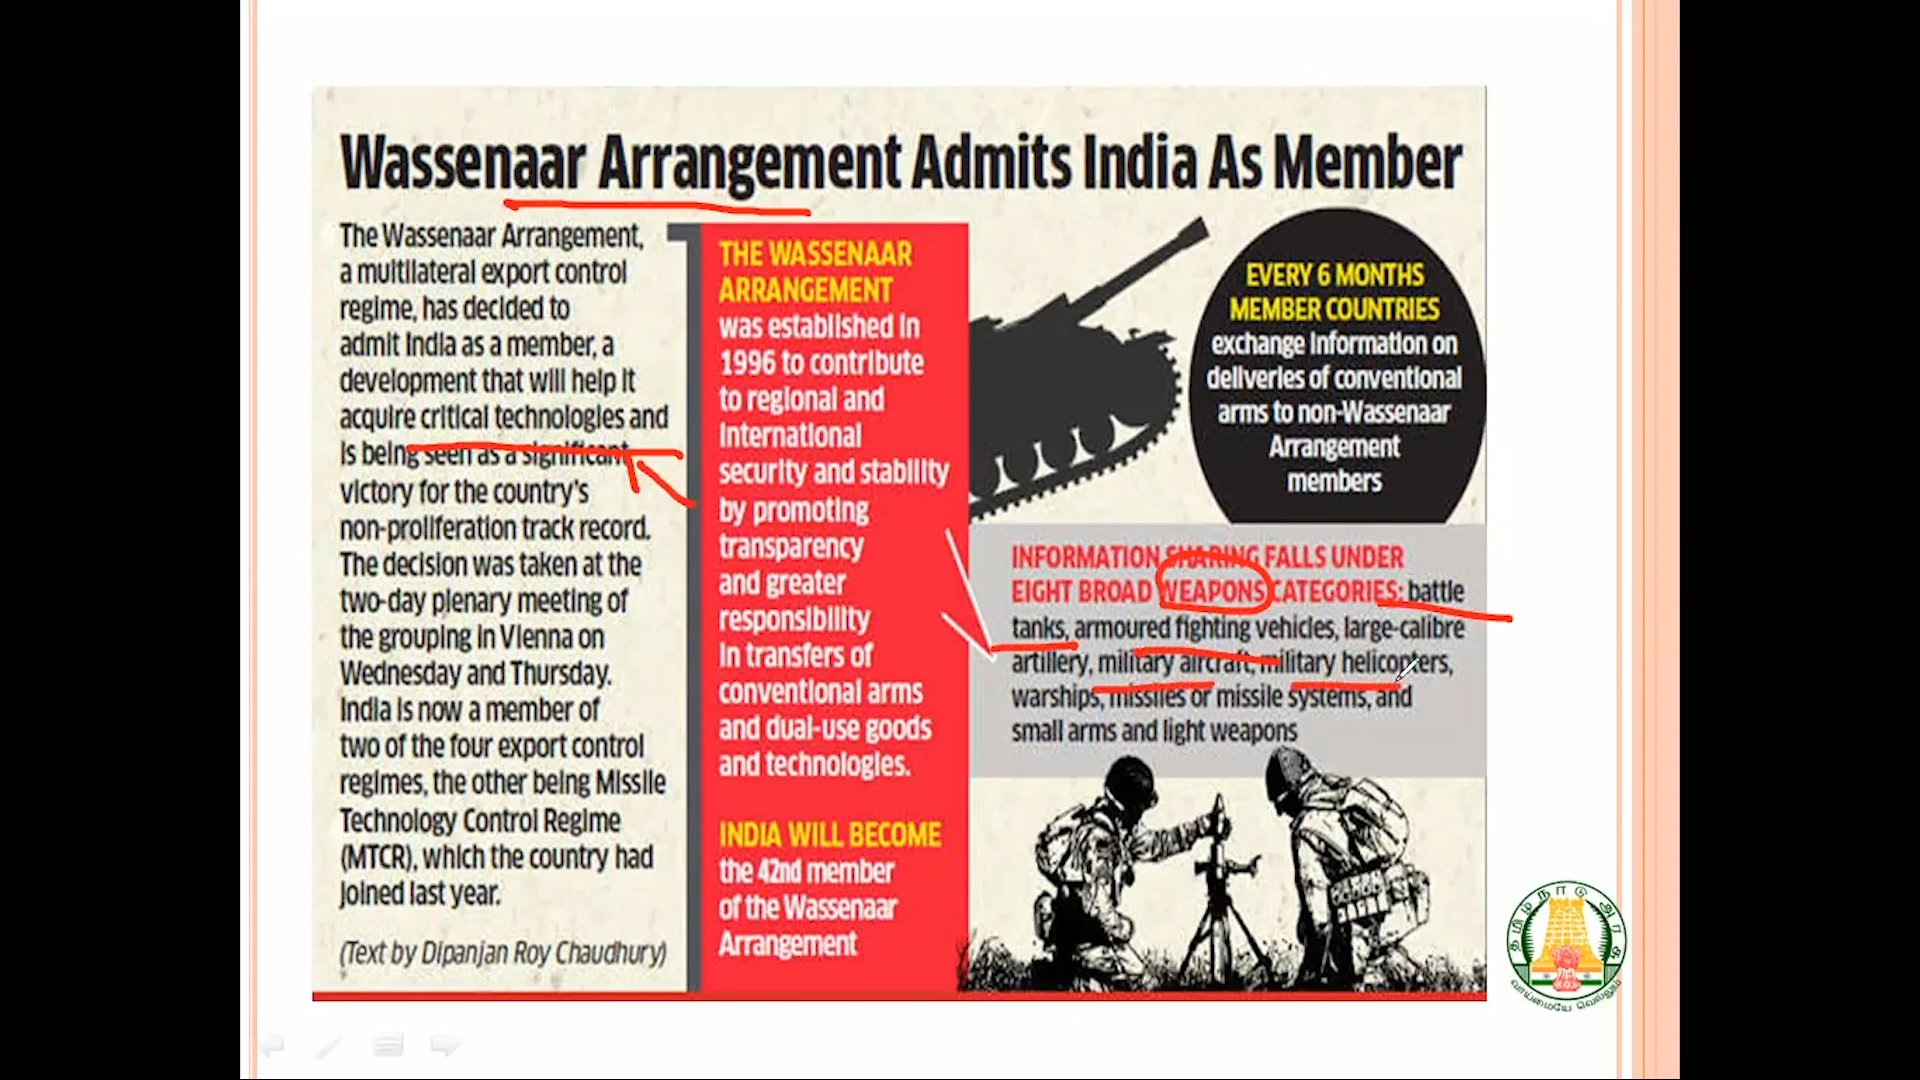 Wassenaar Arrangement Admits India As Member
The Wassenaar Arrangement,
a multilateral export control
regime, has decided to
admit India as a member, a
development that will help it
acquire critical technologies and
is being seen as a significant
victory for the country's
non-proliferation track record.
The decision was taken at the
two-day plenary meeting of
the grouping in Vienna on
Wednesday and Thursday.
India is now a member of
two of the four export control
regimes, the other being Missile
Technology Control Regime
(MTCR), which the country had
joined last year.
(Text by Dipanjan Roy Chaudhury)
THE WASSENAAR
ARRANGEMENT
was established in
1996 to contribute
to regional and
international
security and stability
by promoting
transparency
and greater
responsibility
in transfers of
conventional arms
and dual-use goods
and technologies.
INDIA WILL BECOME
the 42nd member
of the Wassenaar
Arrangement
EVERY 6 MONTHS
MEMBER COUNTRIES
exchange information on
deliveries of conventional
arms to non-Wassenaar
Arrangement
members
INFORMATION SHARING FALLS UNDER
EIGHT BROAD WEAPONS CATEGORIES: battle
tanks, armoured fighting vehicles, large-calibre
artillery, military aircraft, military helicopters,
warships, missiles or missile systems, and
small arms and light weapons
தமிழ்நாடு அரசு
வாய்மையே வெல்லும்